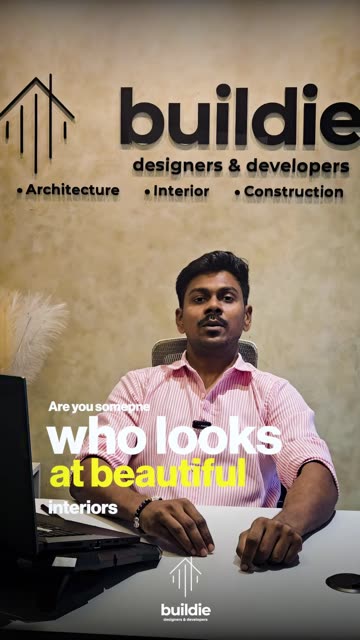 buildie
designers & developers
• Architecture • Interior • Construction
Are you someone
who looks
at beautiful
interiors
buildie
designers & developers